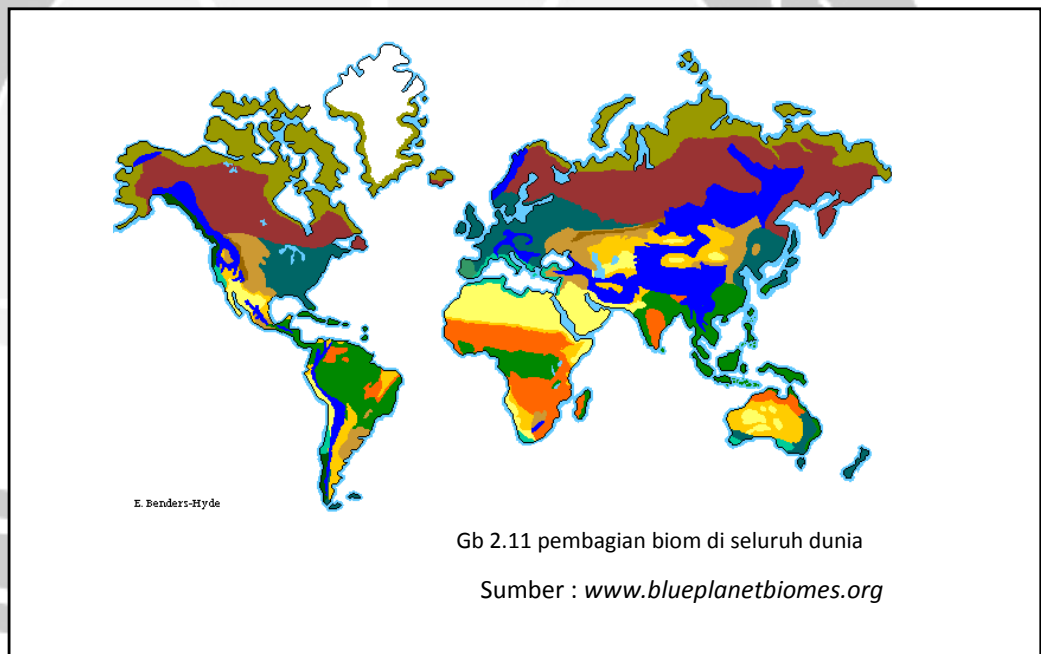 E. Benders-Hyde
Gb 2.11 pembagian biom di seluruh dunia
Sumber : www.blueplanetbiomes.org